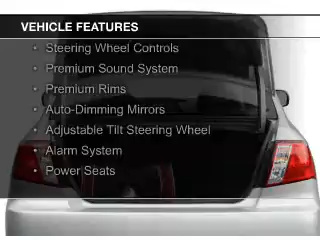 VEHICLE FEATURES
• Steering Wheel Controls
• Premium Sound System
• Premium Rims
• Auto-Dimming Mirrors
• Adjustable Tilt Steering Wheel
• Alarm System
• Power Seats